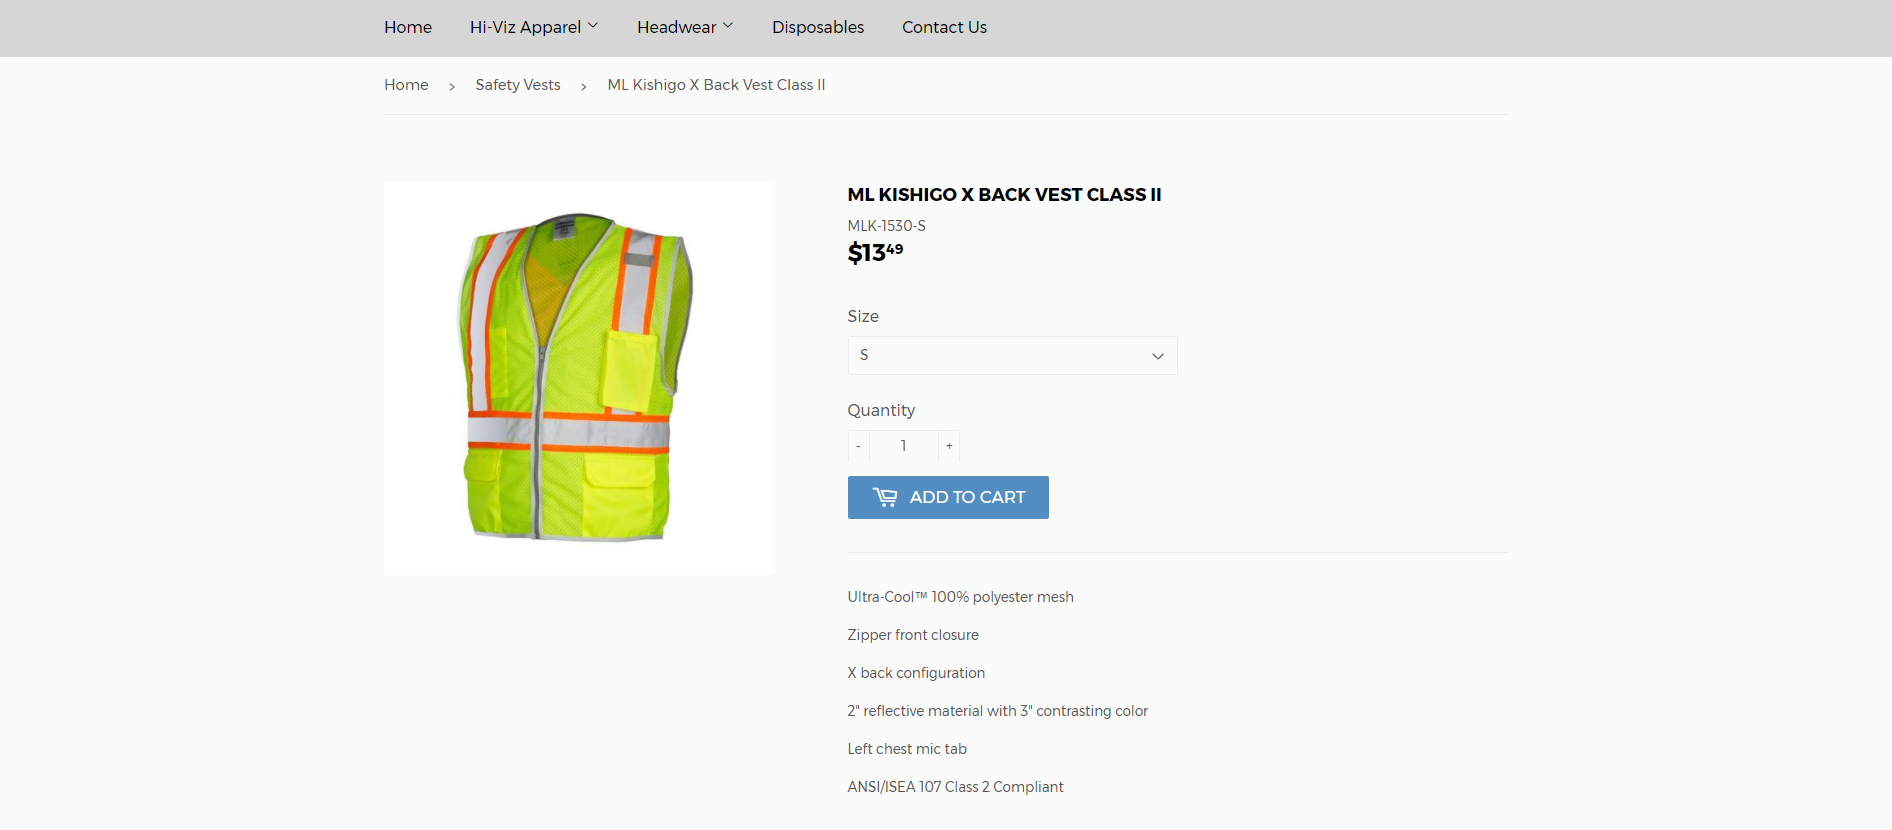 Home Hi-Viz Apparel Headwear Disposables Contact Us
Home › Safety Vests › ML Kishigo X Back Vest Class II
ML KISHIGO X BACK VEST CLASS II
MLK-1530-S
$1349
Size
S
Quantity
- 1 +
ADD TO CART
Ultra-Cool™ 100% polyester mesh
Zipper front closure
X back configuration
2" reflective material with 3" contrasting color
Left chest mic tab
ANSI/ISEA 107 Class 2 Compliant